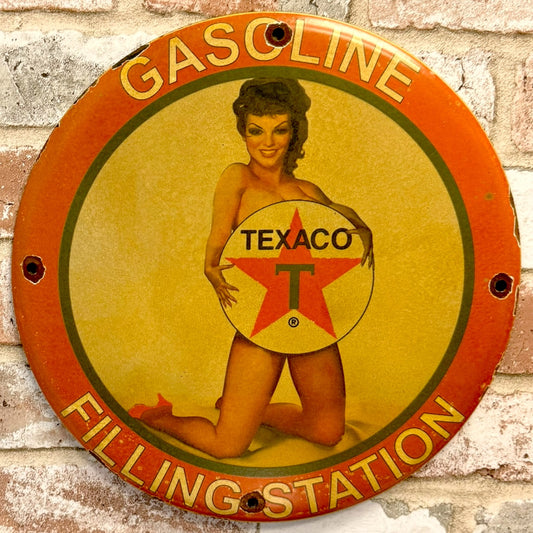 GASOLINE
TEXACO
T
®
FILLING STATION